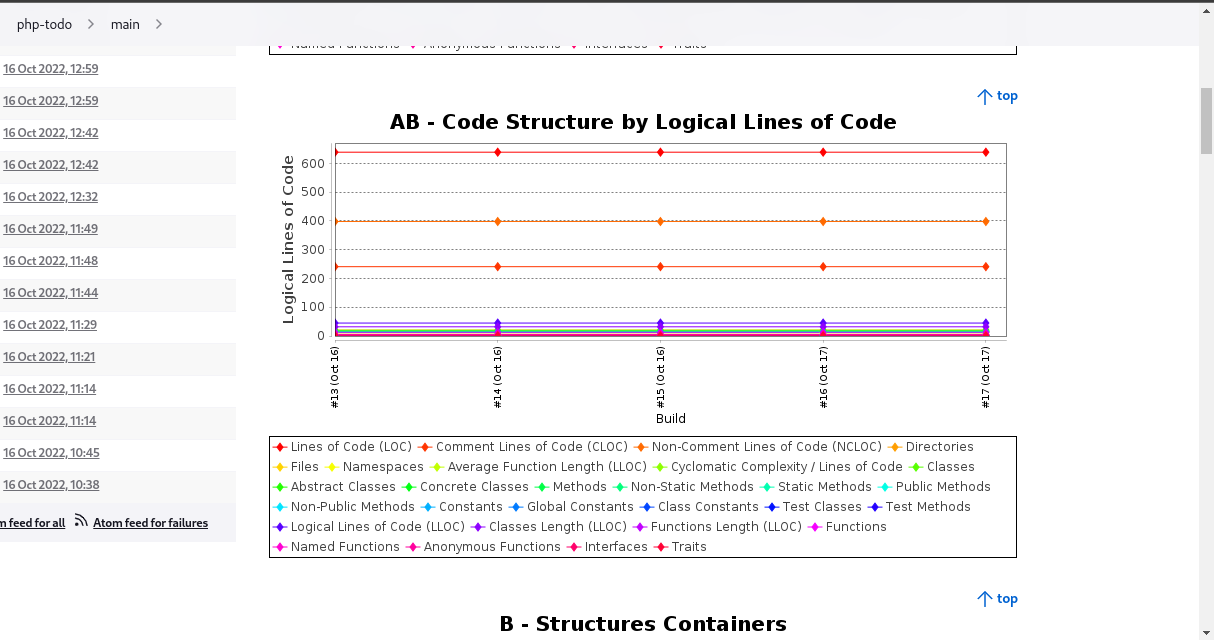 php-todo
main
Named Functions Anonymous Functions Interfaces Traits
16 Oct 2022, 12:59
16 Oct 2022, 12:59
16 Oct 2022, 12:42
16 Oct 2022, 12:42
16 Oct 2022, 12:32
16 Oct 2022, 11:49
16 Oct 2022, 11:48
16 Oct 2022, 11:44
16 Oct 2022, 11:29
16 Oct 2022, 11:21
16 Oct 2022, 11:14
16 Oct 2022, 11:14
16 Oct 2022, 10:45
16 Oct 2022, 10:38
m feed for all
Atom feed for failures
top
AB - Code Structure by Logical Lines of Code
Logical Lines of Code
600
500
400
300
200
100
0
#13 (Oct 16)
#14 (Oct 16)
#15 (Oct 16)
#16 (Oct 17)
#17 (Oct 17)
Build
Lines of Code (LOC) Comment Lines of Code (CLOC) Non-Comment Lines of Code (NCLOC) Directories
Files Namespaces Average Function Length (LLOC) Cyclomatic Complexity / Lines of Code Classes
Abstract Classes Concrete Classes Methods Non-Static Methods Static Methods Public Methods
Non-Public Methods Constants Global Constants Class Constants Test Classes Test Methods
Logical Lines of Code (LLOC) Classes Length (LLOC) Functions Length (LLOC) Functions
Named Functions Anonymous Functions Interfaces Traits
top
B - Structures Containers